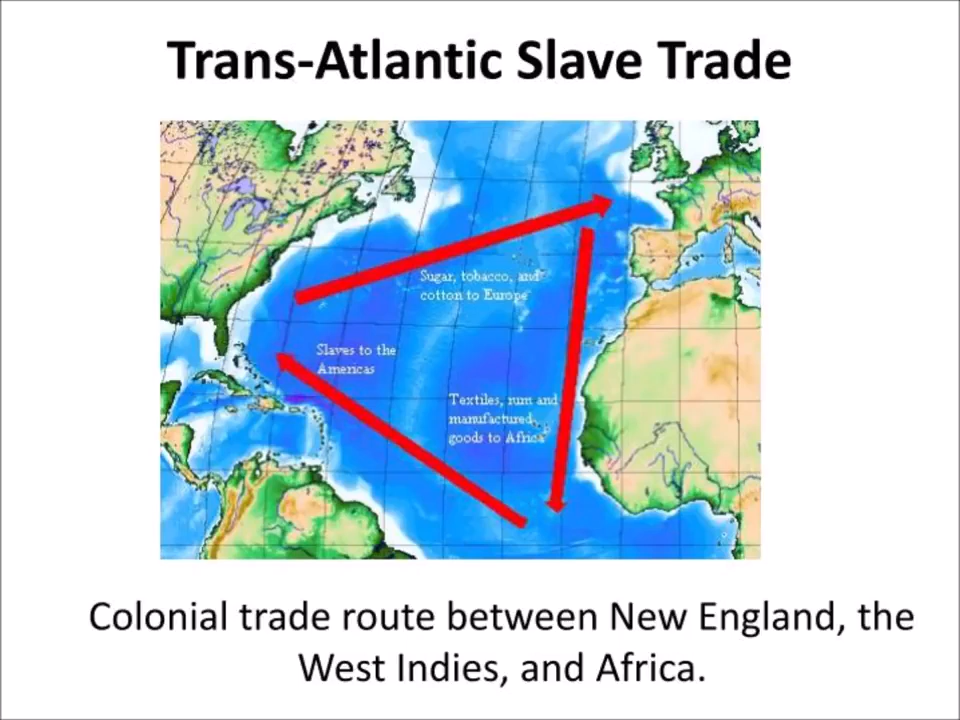 Trans-Atlantic Slave Trade
Sugar, tobacco, and
cotton to Europe
Slaves to the
Americas
Textiles, rum and
manufactured
goods to Africa
Colonial trade route between New England, the
West Indies, and Africa.